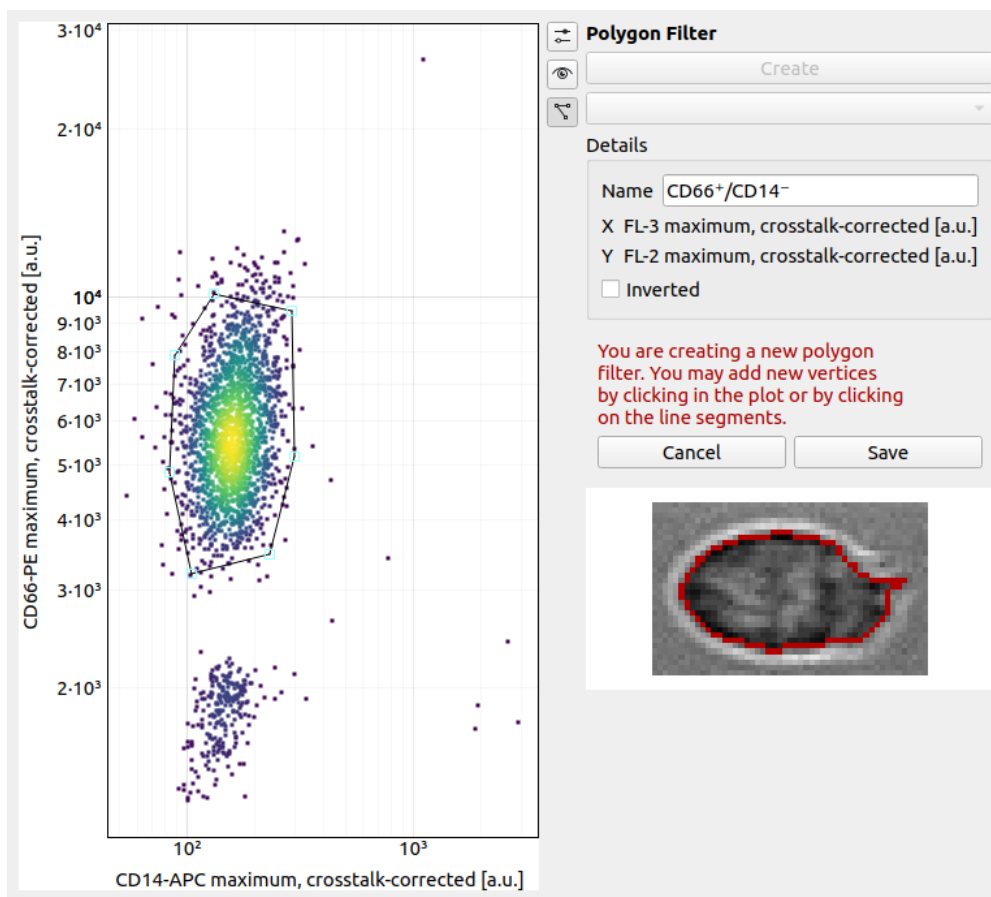 3·10⁴
2·10⁴
10⁴
9·10³
8·10³
7·10³
6·10³
5·10³
4·10³
3·10³
2·10³
CD66-PE maximum, crosstalk-corrected [a.u.]
10² 10³
CD14-APC maximum, crosstalk-corrected [a.u.]
Polygon Filter
Create
Details
Name CD66⁺/CD14⁻
X FL-3 maximum, crosstalk-corrected [a.u.]
Y FL-2 maximum, crosstalk-corrected [a.u.]
Inverted
You are creating a new polygon
filter. You may add new vertices
by clicking in the plot or by clicking
on the line segments.
Cancel Save